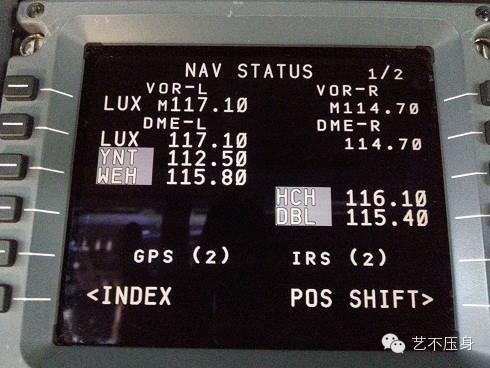 NAV STATUS 1/2
VOR-L VOR-R
LUX M117.10 M114.70
DME-L DME-R
LUX 117.10 114.70
YNT 112.50
WEH 115.80
HCH 116.10
DBL 115.40
GPS (2) IRS (2)
<INDEX POS SHIFT>
艺不压身